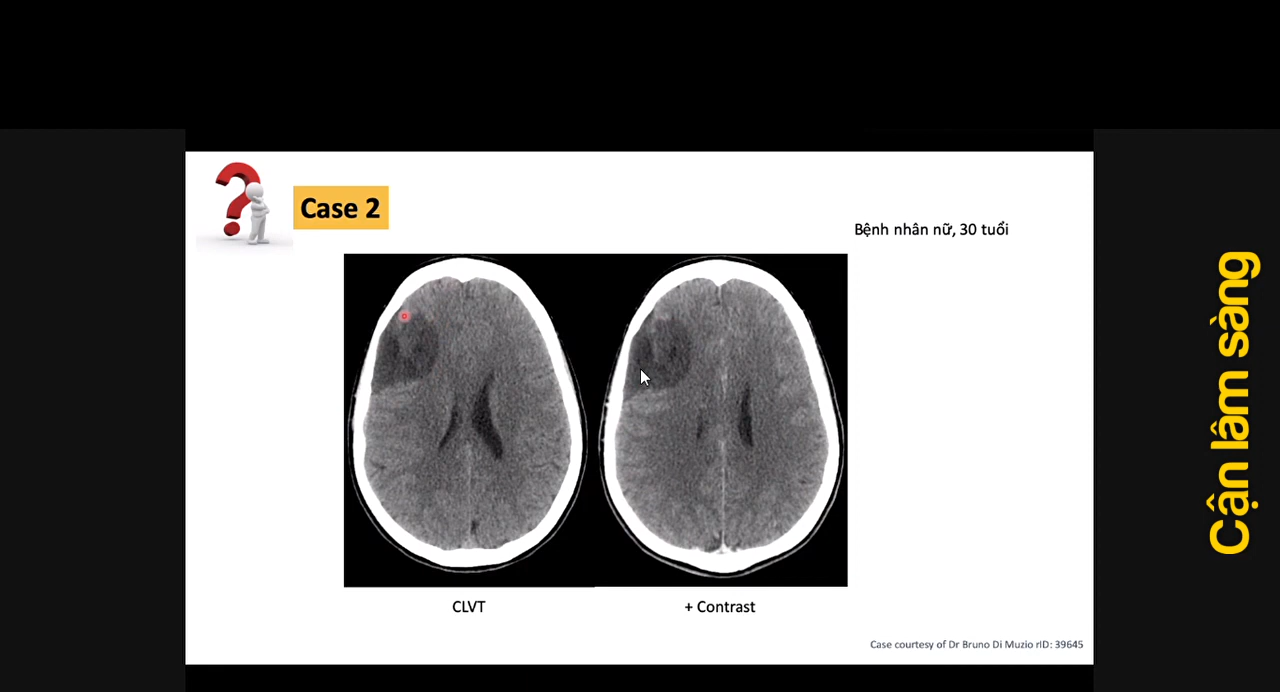 Case 2
Bệnh nhân nữ, 30 tuổi
CLVT
+ Contrast
Case courtesy of Dr Bruno Di Muzio rID: 39645
Cận lâm sàng